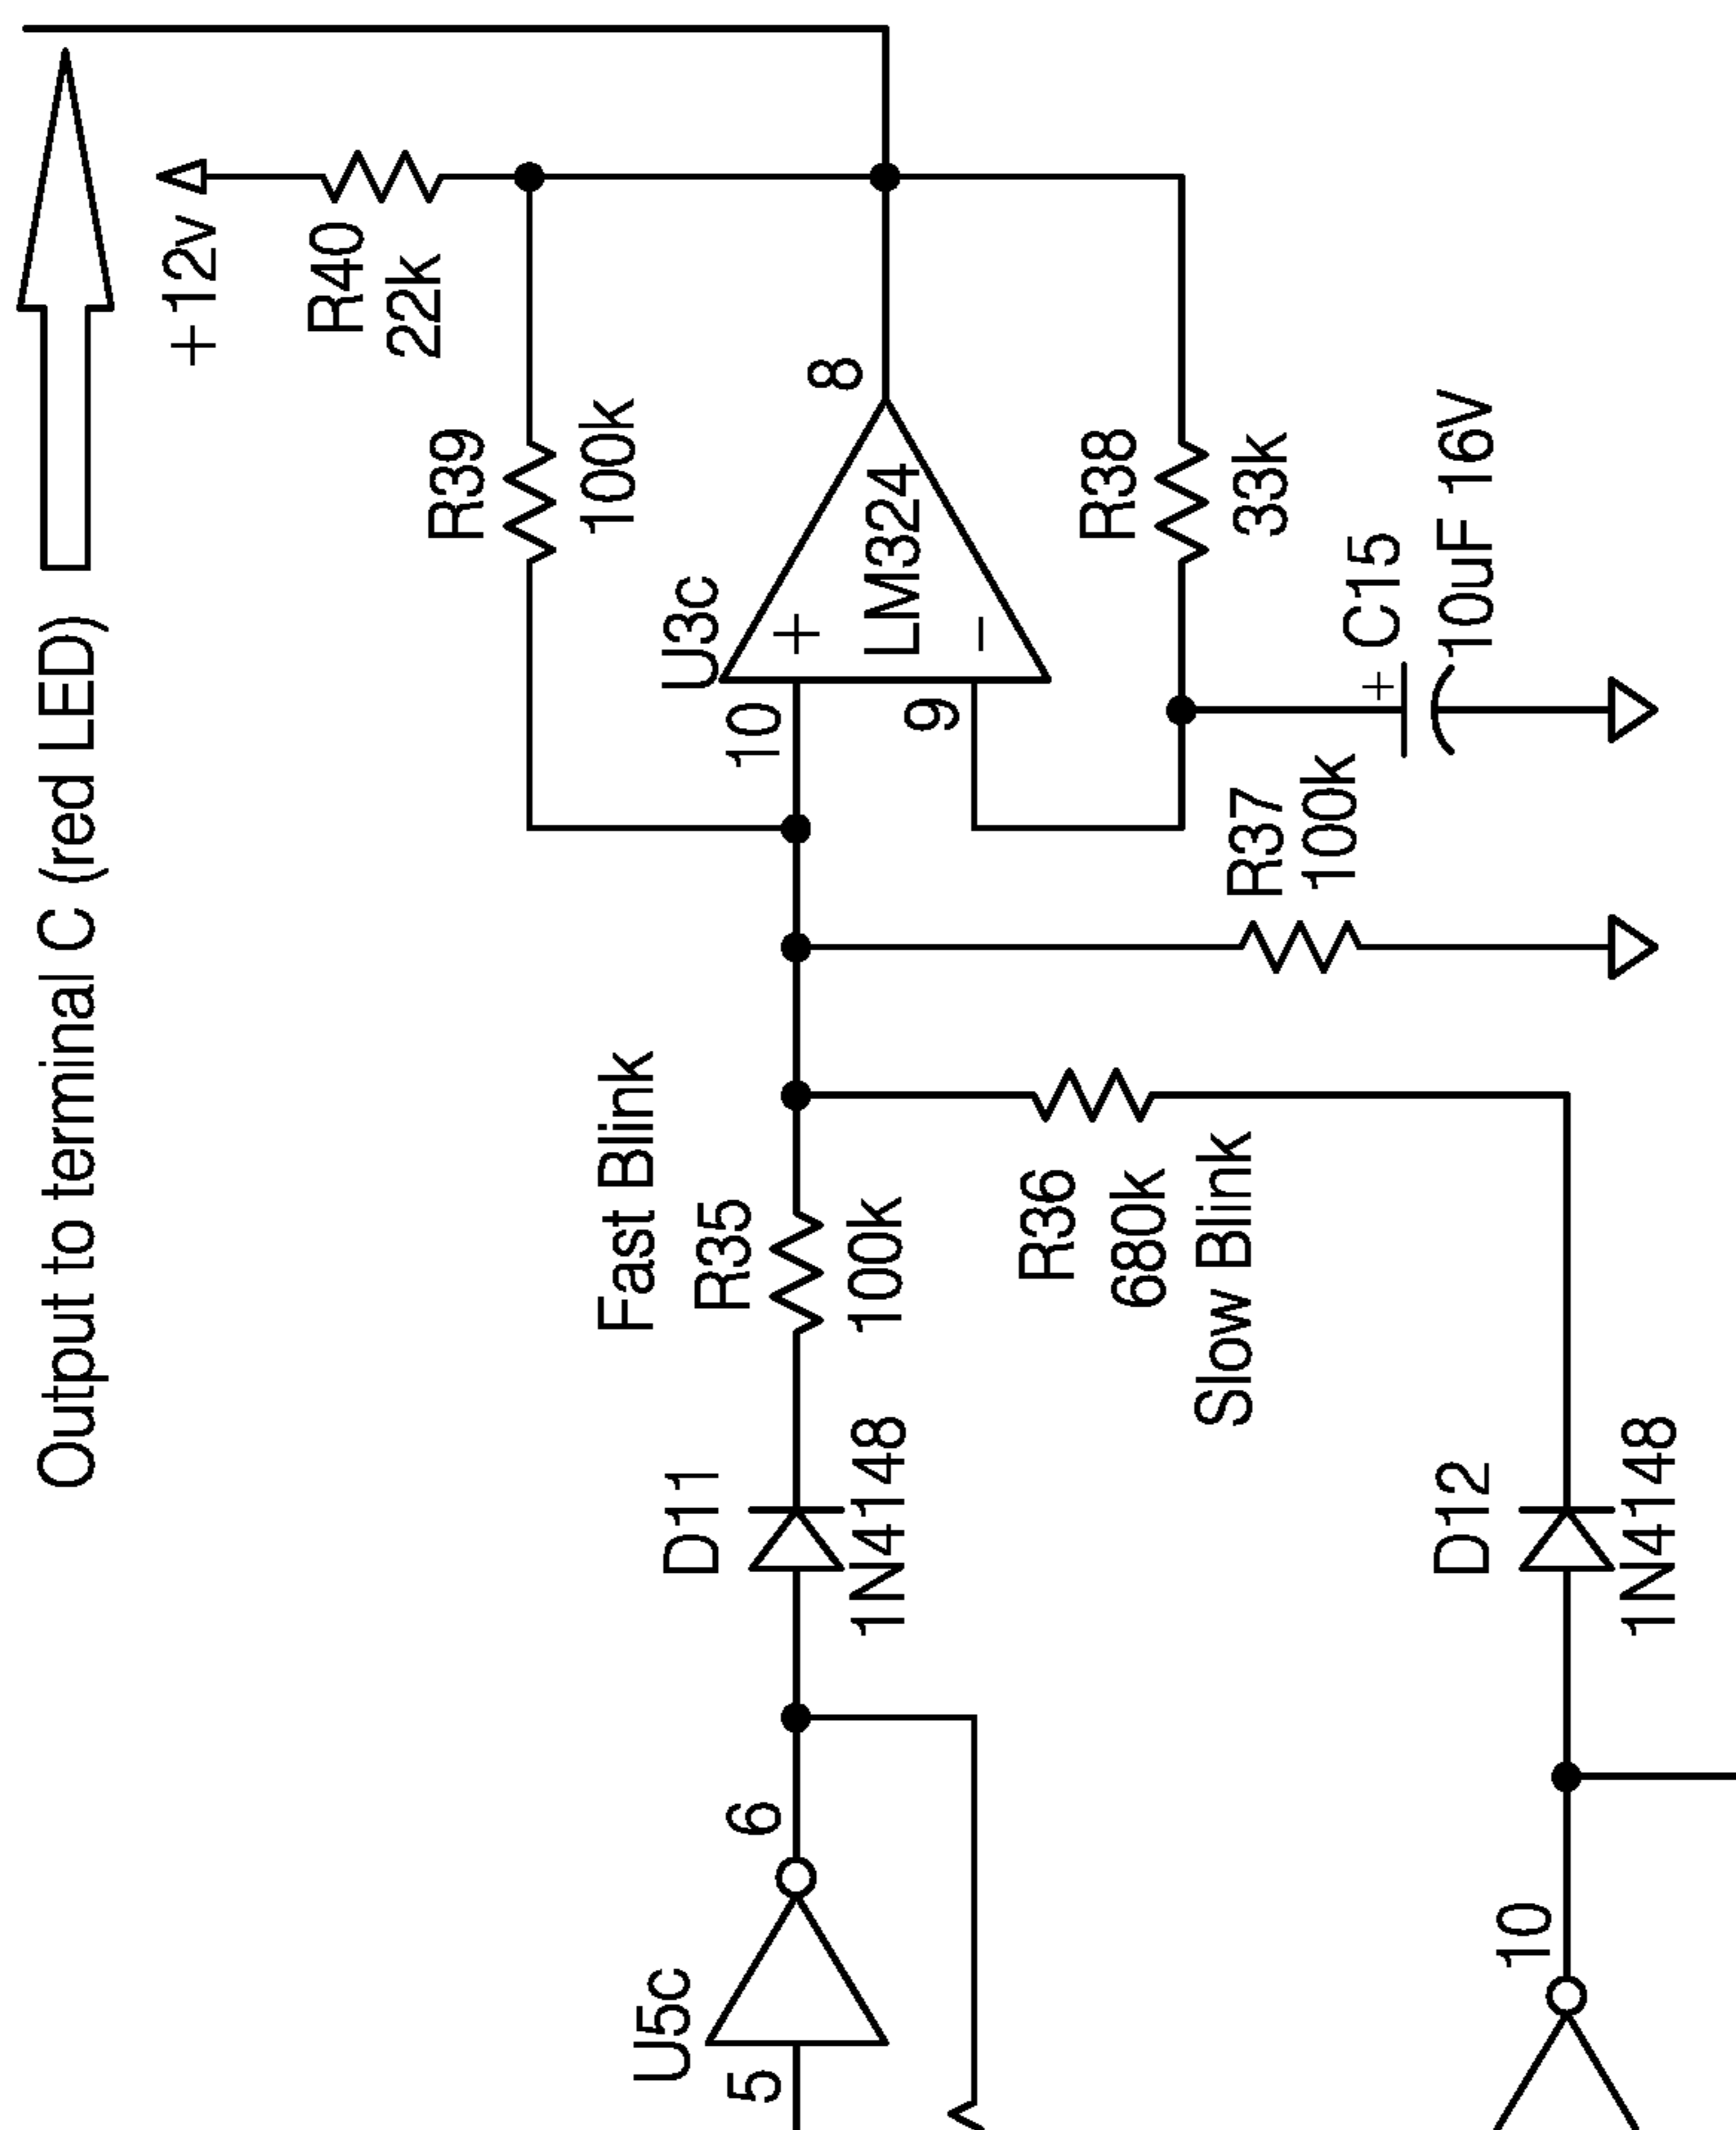 Output to terminal C (red LED)
+12v
R40
22k
R39
100k
8
U3c
LM324
+
-
10
9
R38
33k
+
C15
10uF 16V
R37
100k
Fast Blink
R35
100k
R36
680k
Slow Blink
D11
1N4148
D12
1N4148
6
U5c
5
10